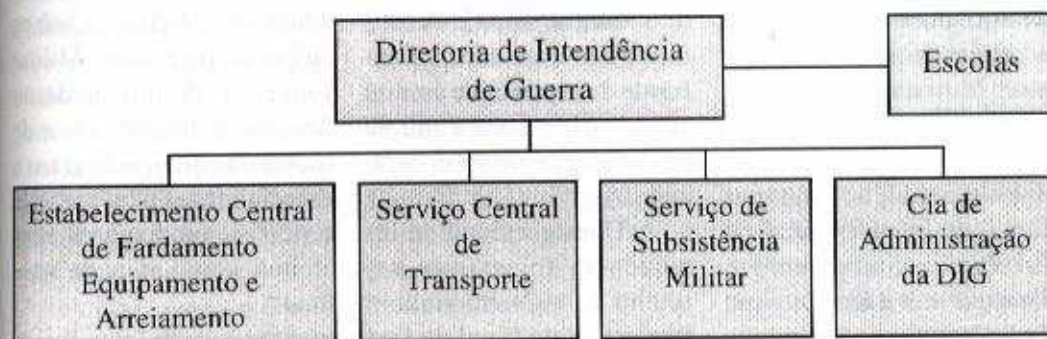 Diretoria de Intendência
de Guerra
Escolas
Estabelecimento Central
de Fardamento
Equipamento e
Arreiamento
Serviço Central
de
Transporte
Serviço de
Subsistência
Militar
Cia de
Administração
da DIG